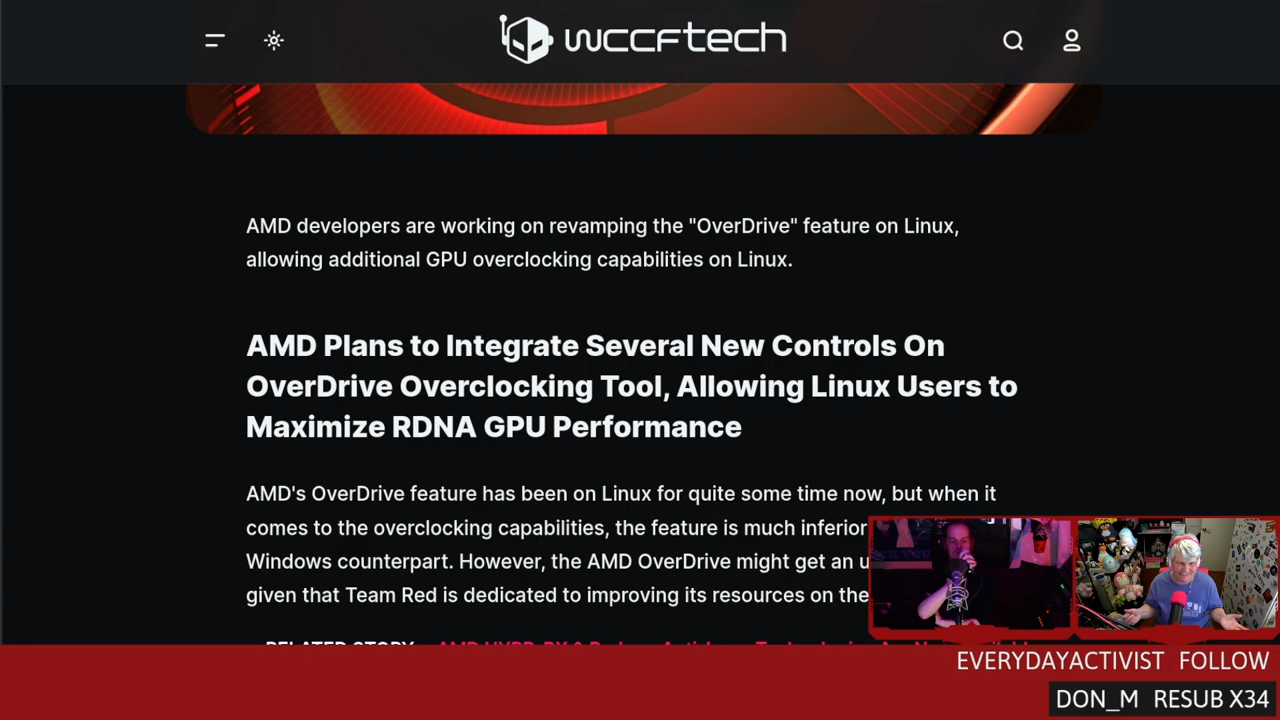 wccftech
AMD developers are working on revamping the "OverDrive" feature on Linux,
allowing additional GPU overclocking capabilities on Linux.
AMD Plans to Integrate Several New Controls On
OverDrive Overclocking Tool, Allowing Linux Users to
Maximize RDNA GPU Performance
AMD's OverDrive feature has been on Linux for quite some time now, but when it
comes to the overclocking capabilities, the feature is much inferior
Windows counterpart. However, the AMD OverDrive might get an
given that Team Red is dedicated to improving its resources on the
RELATED STORY
EVERYDAYACTIVIST FOLLOW
DON_M RESUB X34